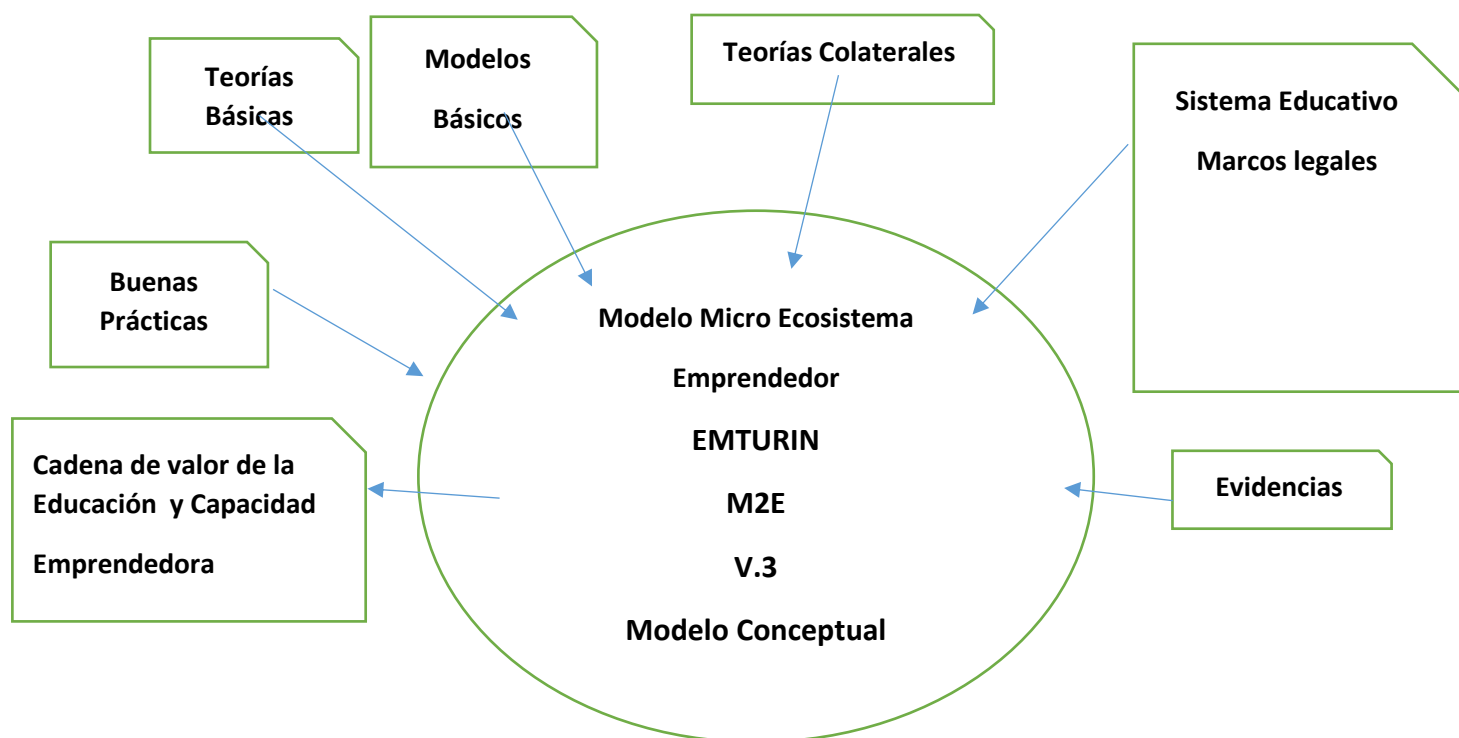 Teorías
Básicas
Modelos
Básicos
Teorías Colaterales
Sistema Educativo
Marcos legales
Buenas
Prácticas
Modelo Micro Ecosistema
Emprendedor
EMTURIN
M2E
V.3
Modelo Conceptual
Cadena de valor de la
Educación y Capacidad
Emprendedora
Evidencias